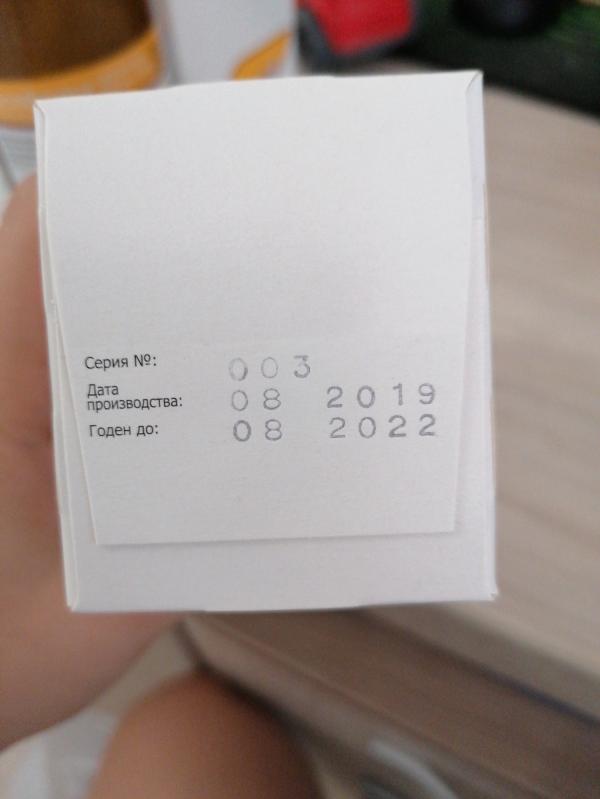 Серия №: 003
Дата
производства: 08 2019
Годен до: 08 2022